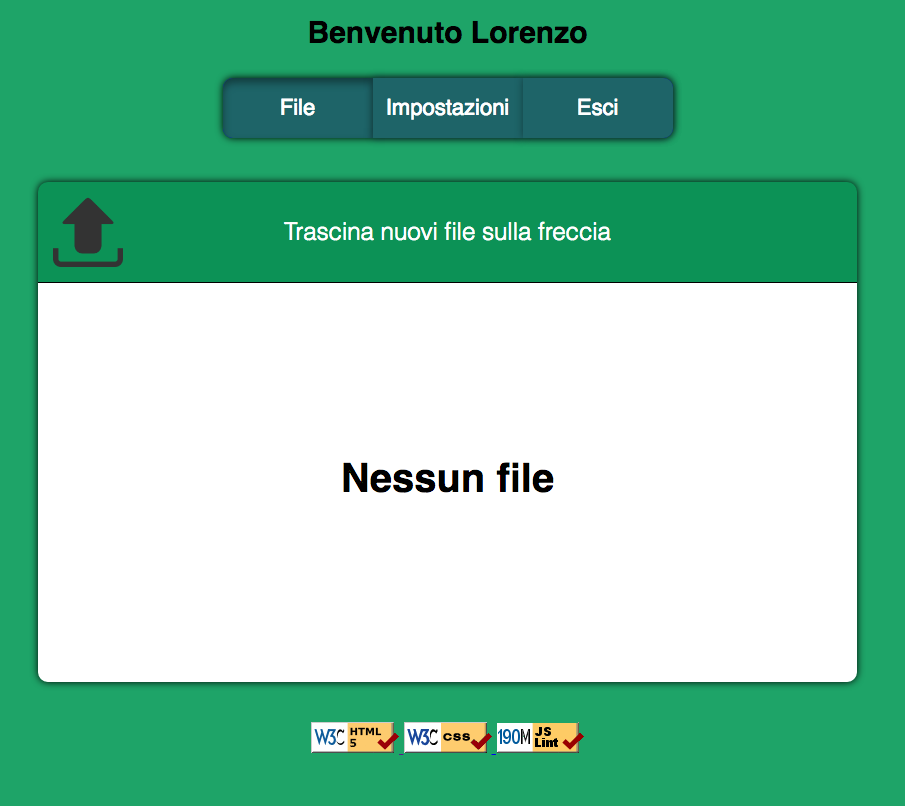 Benvenuto Lorenzo
File Impostazioni Esci
Trascina nuovi file sulla freccia
Nessun file
W3C HTML 5 W3C css 190M JS Lint